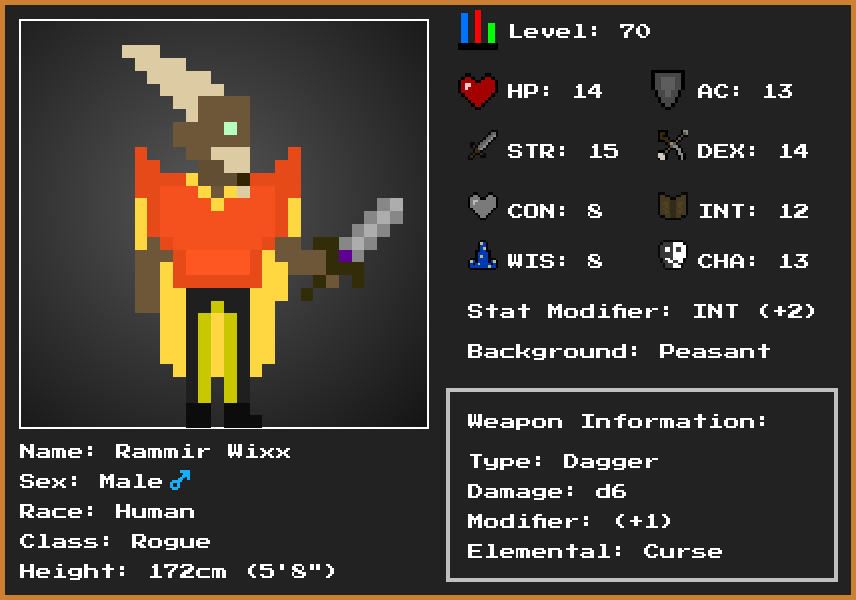 Level: 70
HP: 14
AC: 13
STR: 15
DEX: 14
CON: 8
INT: 12
WIS: 8
CHA: 13
Stat Modifier: INT (+2)
Background: Peasant
Weapon Information:
Type: Dagger
Damage: d6
Modifier: (+1)
Elemental: Curse
Name: Rammir Wixx
Sex: Male♂
Race: Human
Class: Rogue
Height: 172cm (5'8")